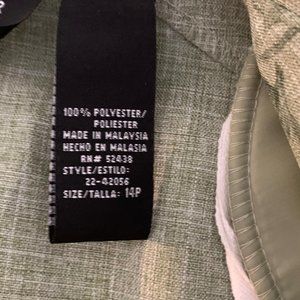 R
100% POLYESTER/
POLIESTER
MADE IN MALAYSIA
HECHO EN MALASIA
RN# 52438
STYLE/ESTILO:
22-42056
SIZE/TALLA: 14P